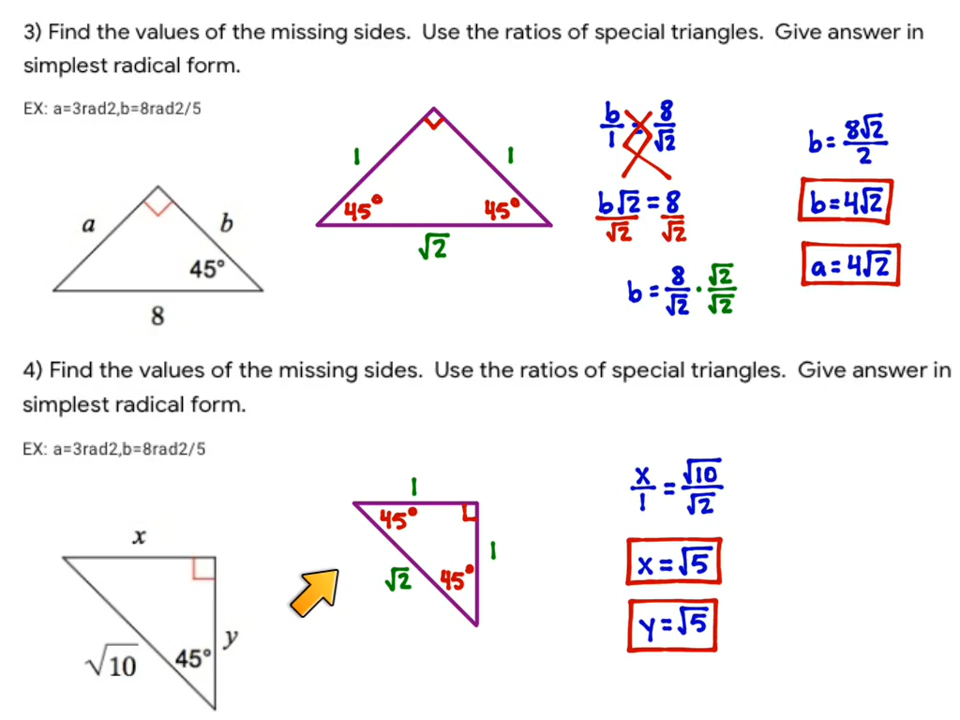 3) Find the values of the missing sides. Use the ratios of special triangles. Give answer in
simplest radical form.
EX: a=3rad2,b=8rad2/5
a
b
45°
8
1
1
45°
45°
√2
b/1 = 8/√2
b√2 = 8
√2 √2
b = 8/√2 · √2/√2
b = 8√2/2
b = 4√2
a = 4√2
4) Find the values of the missing sides. Use the ratios of special triangles. Give answer in
simplest radical form.
EX: a=3rad2,b=8rad2/5
x
y
√10
45°
1
45°
1
√2
45°
x/1 = √10/√2
x = √5
y = √5